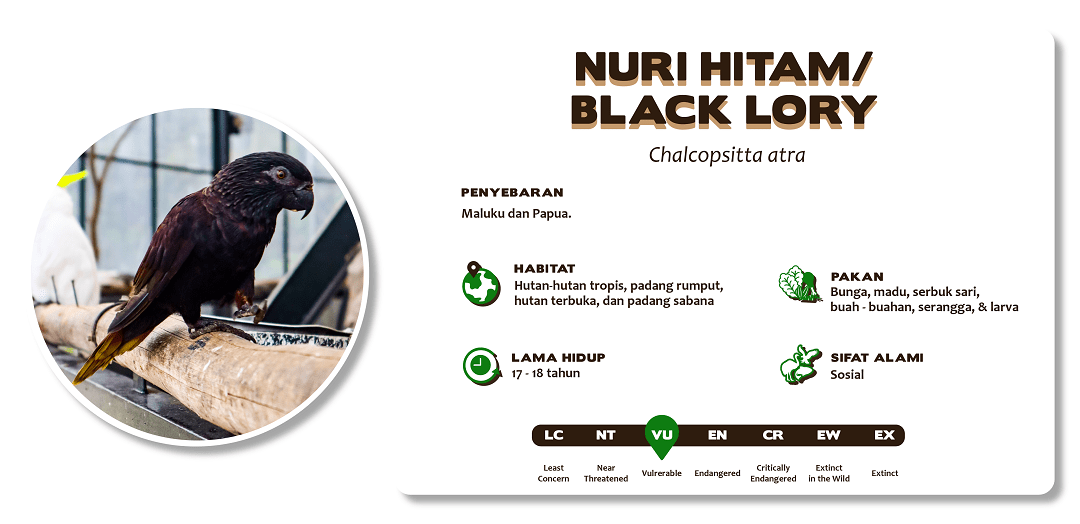 NURI HITAM/
BLACK LORY
Chalcopsitta atra
PENYEBARAN
Maluku dan Papua.
HABITAT
Hutan-hutan tropis, padang rumput,
hutan terbuka, dan padang sabana
PAKAN
Bunga, madu, serbuk sari,
buah - buahan, serangga, & larva
LAMA HIDUP
17 - 18 tahun
SIFAT ALAMI
Sosial
LC NT VU EN CR EW EX
Least Near Vulrerable Endangered Critically Extinct Extinct
Concern Threatened Endangered in the Wild